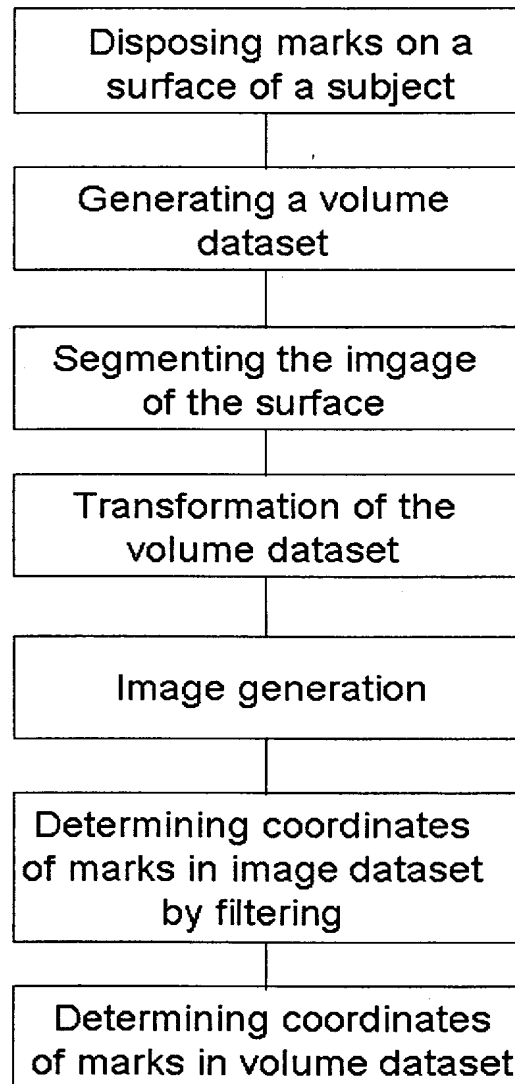 Disposing marks on a
surface of a subject
Generating a volume
dataset
Segmenting the imgage
of the surface
Transformation of the
volume dataset
Image generation
Determining coordinates
of marks in image dataset
by filtering
Determining coordinates
of marks in volume dataset